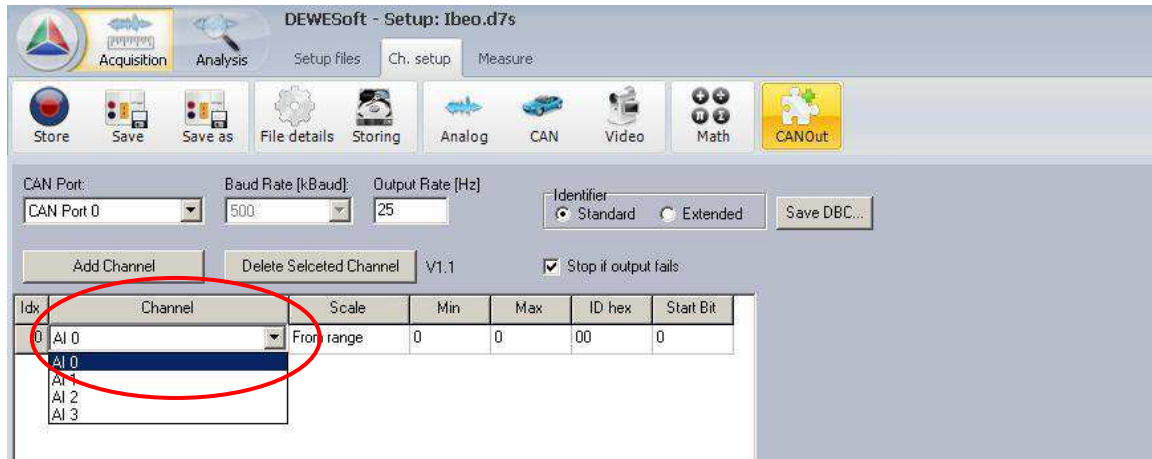 DEWESoft - Setup: Ibeo.d7s
Acquisition Analysis Setup files Ch. setup Measure
Store Save Save as File details Storing Analog CAN Video Math CANOut
CAN Port: Baud Rate [kBaud]: Output Rate [Hz] Identifier
CAN Port 0 500 25 Standard Extended Save DBC...
Add Channel Delete Selceted Channel V1.1 Stop if output fails
Idx Channel Scale Min Max ID hex Start Bit
0 AI 0 From range 0 0 00 0
AI 0
AI 1
AI 2
AI 3